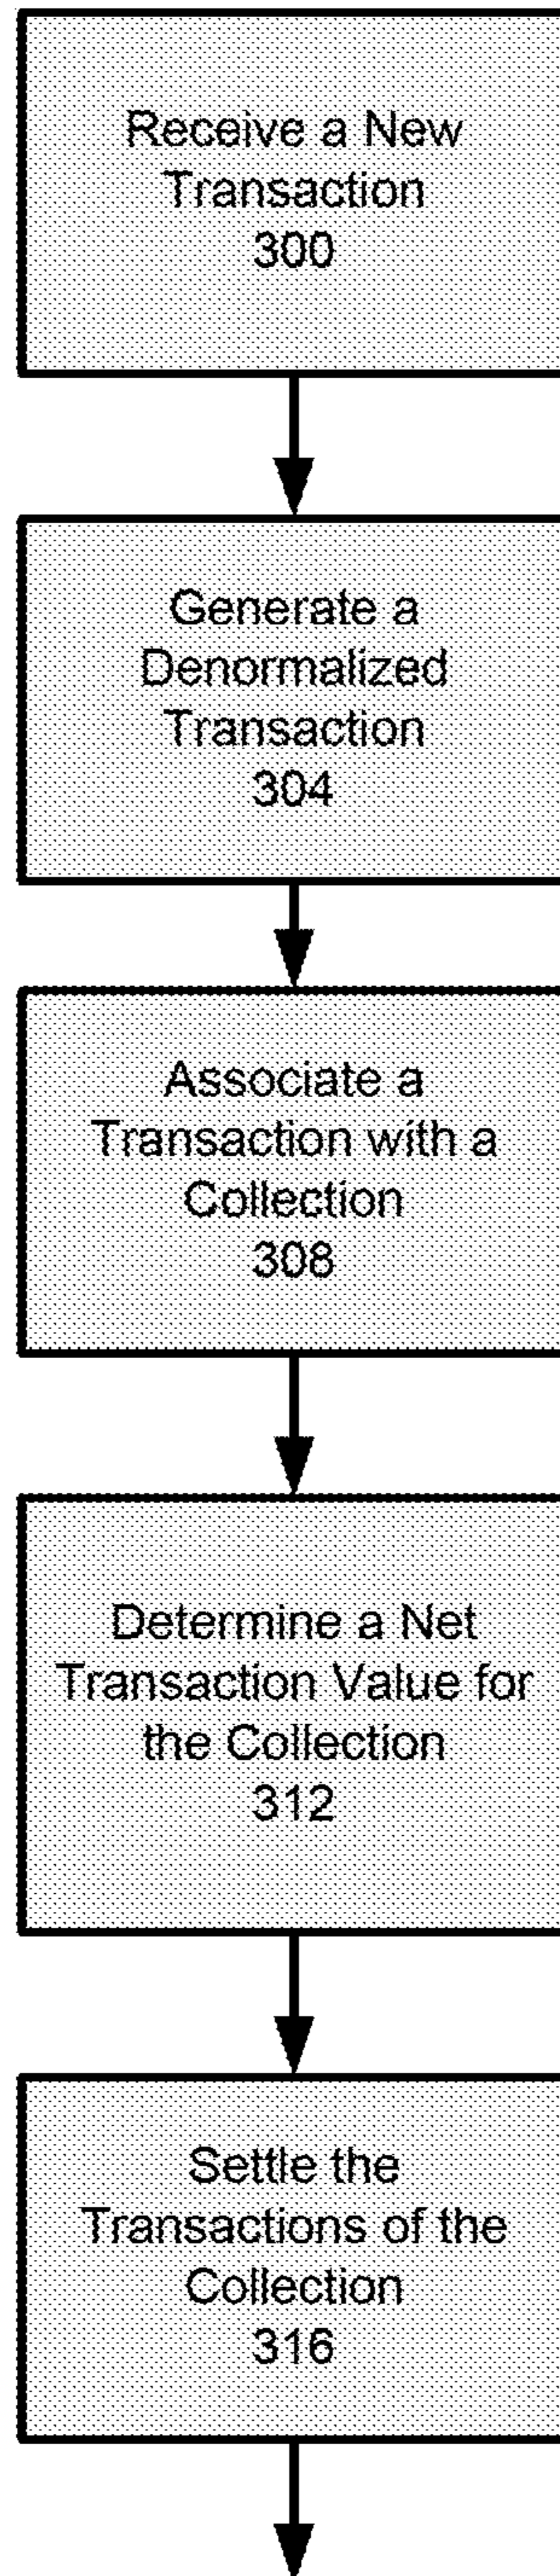 Receive a New
Transaction
300
Generate a
Denormalized
Transaction
304
Associate a
Transaction with a
Collection
308
Determine a Net
Transaction Value for
the Collection
312
Settle the
Transactions of the
Collection
316